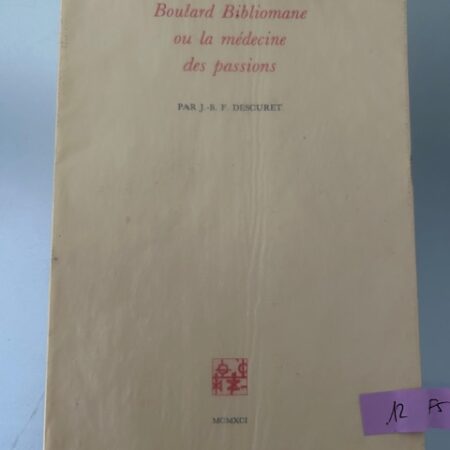 Boulard Bibliomane
ou la médecine
des passions
PAR J.-B. F. DESCURET
MCMXCI
12